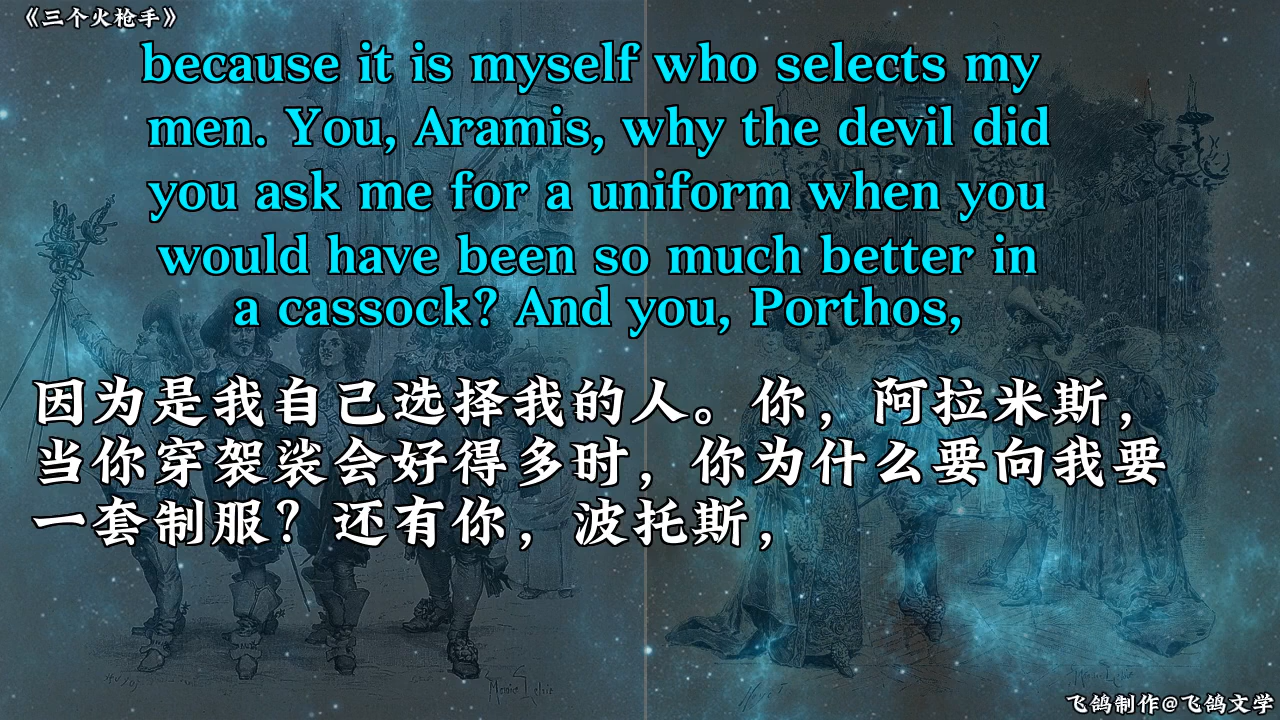 《三个火枪手》
because it is myself who selects my
men. You, Aramis, why the devil did
you ask me for a uniform when you
would have been so much better in
a cassock? And you, Porthos,
因为是我自己选择我的人。你，阿拉米斯，
当你穿袈裟会好得多时，你为什么要向我要
一套制服？还有你，波托斯，
飞鸽制作@飞鸽文学